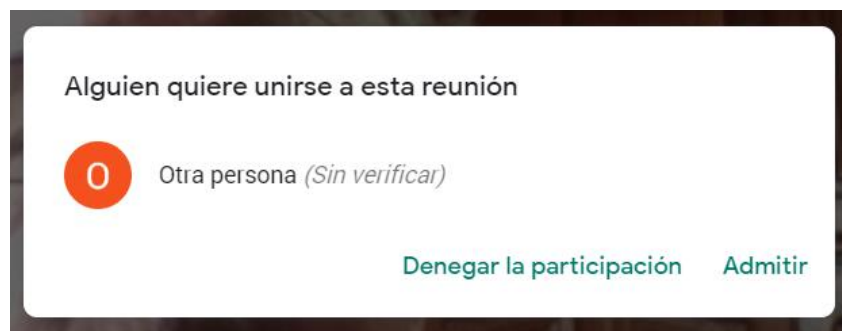 Alguien quiere unirse a esta reunión
O
Otra persona (Sin verificar)
Denegar la participación
Admitir